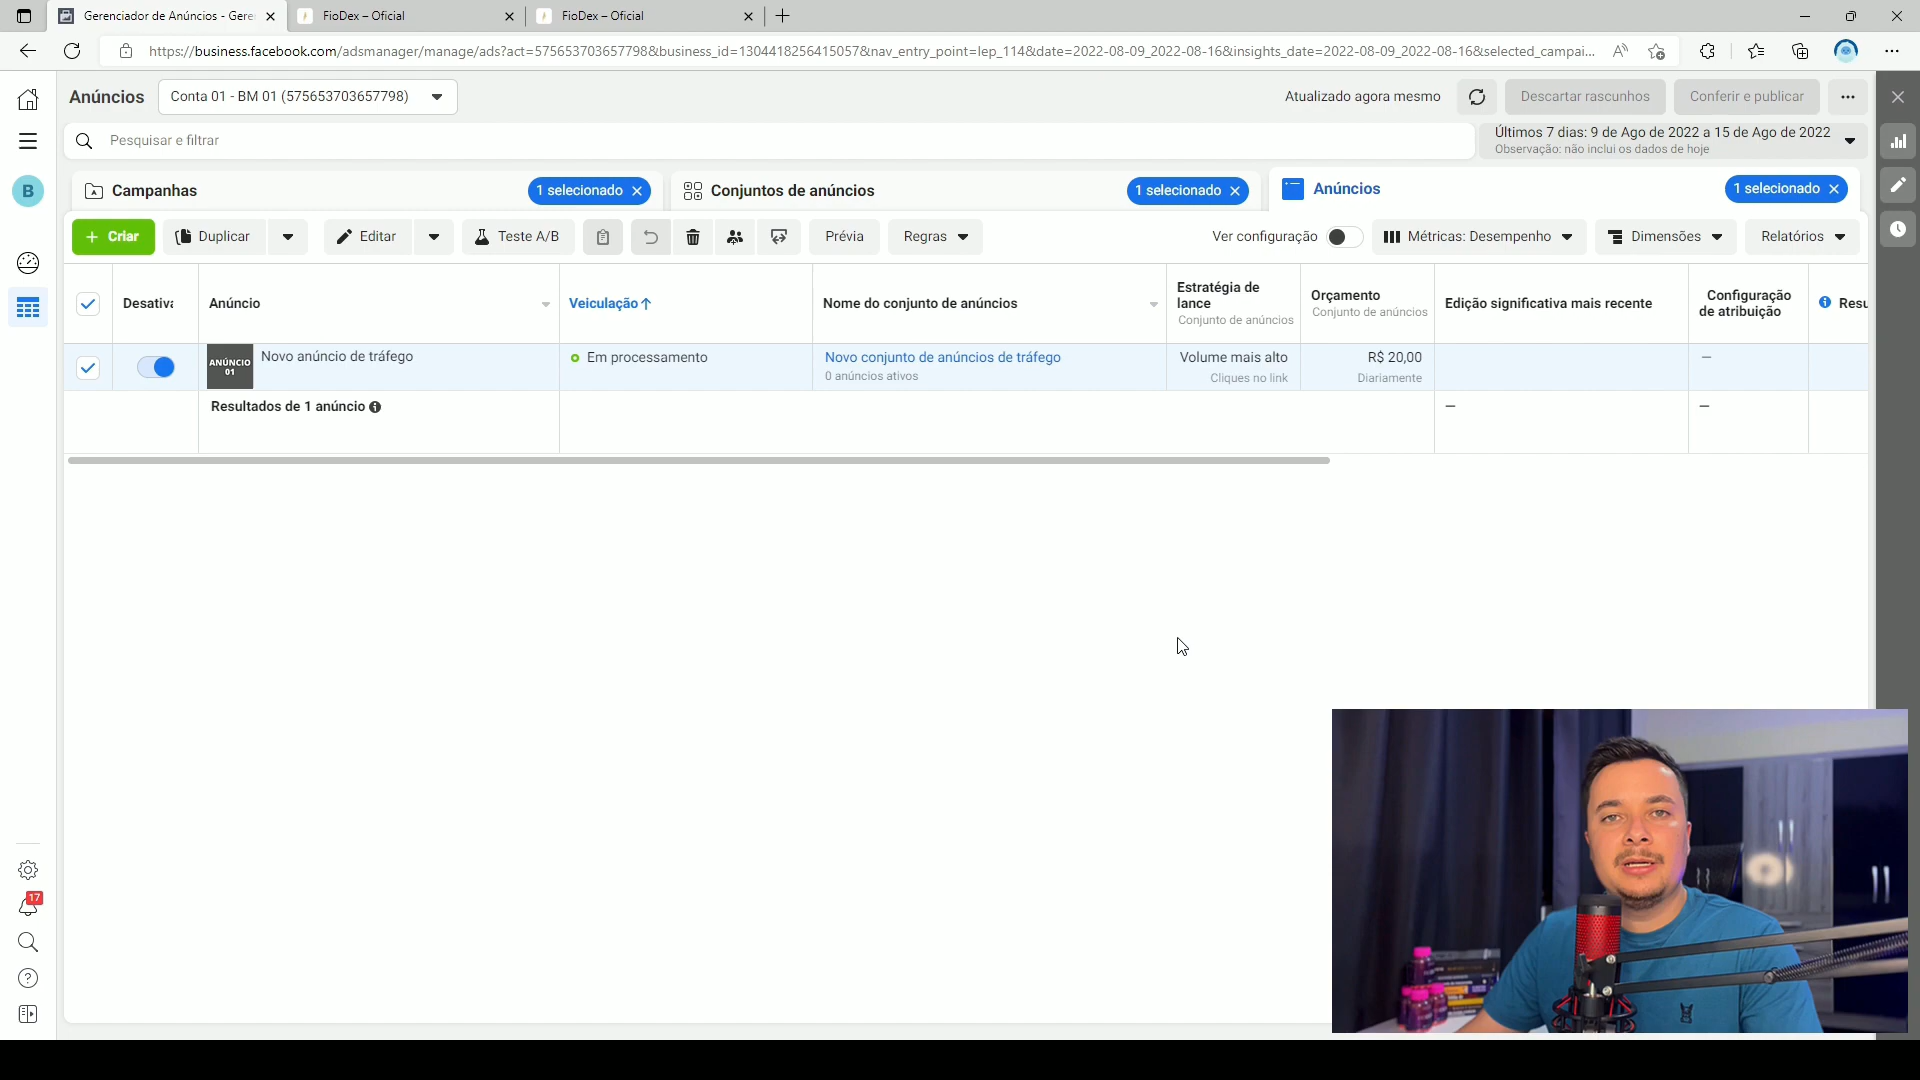 Gerenciador de Anúncios - Gere
FioDex – Oficial
FioDex – Oficial
https://business.facebook.com/adsmanager/manage/ads?act=575653703657798&business_id=1304418256415057&nav_entry_point=lep_114&date=2022-08-09_2022-08-16&insights_date=2022-08-09_2022-08-16&selected_campai...
Anúncios
Conta 01 - BM 01 (575653703657798)
Atualizado agora mesmo
Descartar rascunhos
Conferir e publicar
Pesquisar e filtrar
Últimos 7 dias: 9 de Ago de 2022 a 15 de Ago de 2022
Observação: não inclui os dados de hoje
B
Campanhas
1 selecionado
Conjuntos de anúncios
1 selecionado
Anúncios
1 selecionado
+ Criar
Duplicar
Editar
Teste A/B
Prévia
Regras
Ver configuração
Métricas: Desempenho
Dimensões
Relatórios
Desativa
Anúncio
Veiculação↑
Nome do conjunto de anúncios
Estratégia de
lance
Conjunto de anúncios
Orçamento
Conjunto de anúncios
Edição significativa mais recente
Configuração
de atribuição
Resu
ANÚNCIO
01
Novo anúncio de tráfego
Em processamento
Novo conjunto de anúncios de tráfego
0 anúncios ativos
Volume mais alto
Cliques no link
R$ 20,00
Diariamente
—
Resultados de 1 anúncio
—
—
17